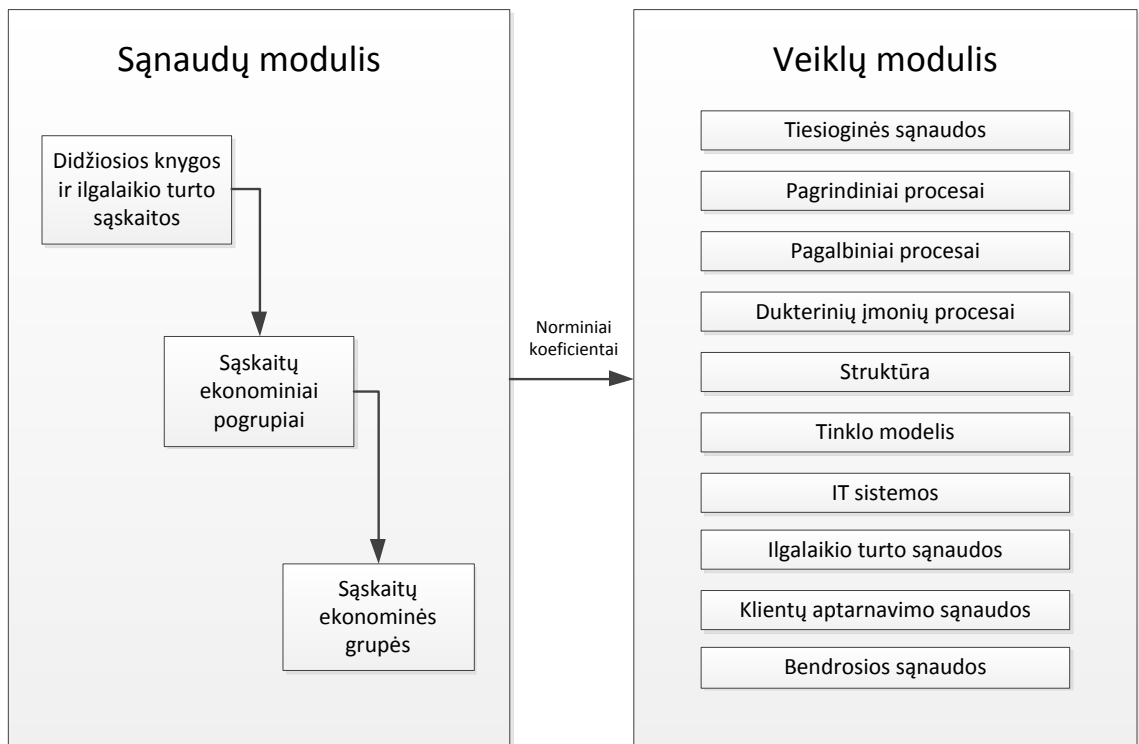 Sąnaudų modulis
Didžiosios knygos
ir ilgalaikio turto
sąskaitos
Sąskaitų
ekonominiai
pogrupiai
Sąskaitų
ekonominės
grupės
Norminiai
koeficientai
Veiklų modulis
Tiesioginės sąnaudos
Pagrindiniai procesai
Pagalbiniai procesai
Dukterinių įmonių procesai
Struktūra
Tinklo modelis
IT sistemos
Ilgalaikio turto sąnaudos
Klientų aptarnavimo sąnaudos
Bendrosios sąnaudos